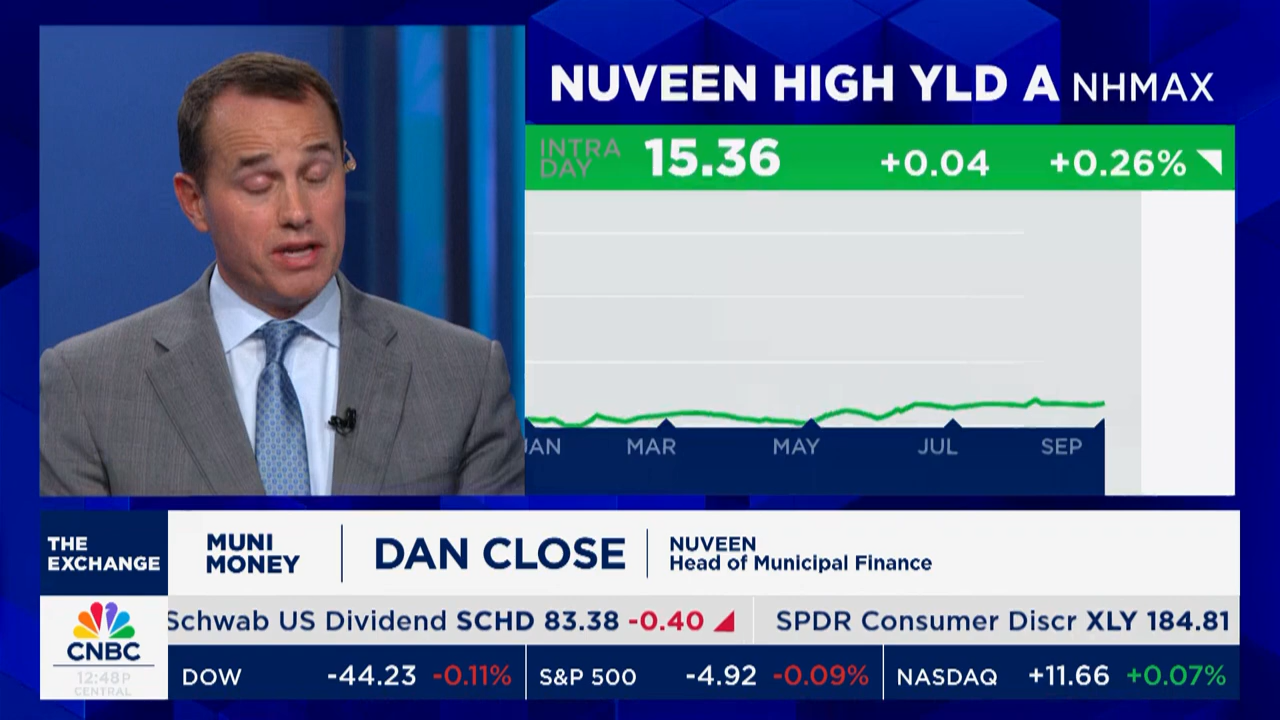 NUVEEN HIGH YLD A NHMAX
INTRA
DAY
15.36 +0.04 +0.26%
JAN MAR MAY JUL SEP
THE
EXCHANGE
MUNI
MONEY
DAN CLOSE
NUVEEN
Head of Municipal Finance
Schwab US Dividend SCHD 83.38 -0.40
SPDR Consumer Discr XLY 184.81
CNBC
12:48P
CENTRAL
DOW -44.23 -0.11%
S&P 500 -4.92 -0.09%
NASDAQ +11.66 +0.07%